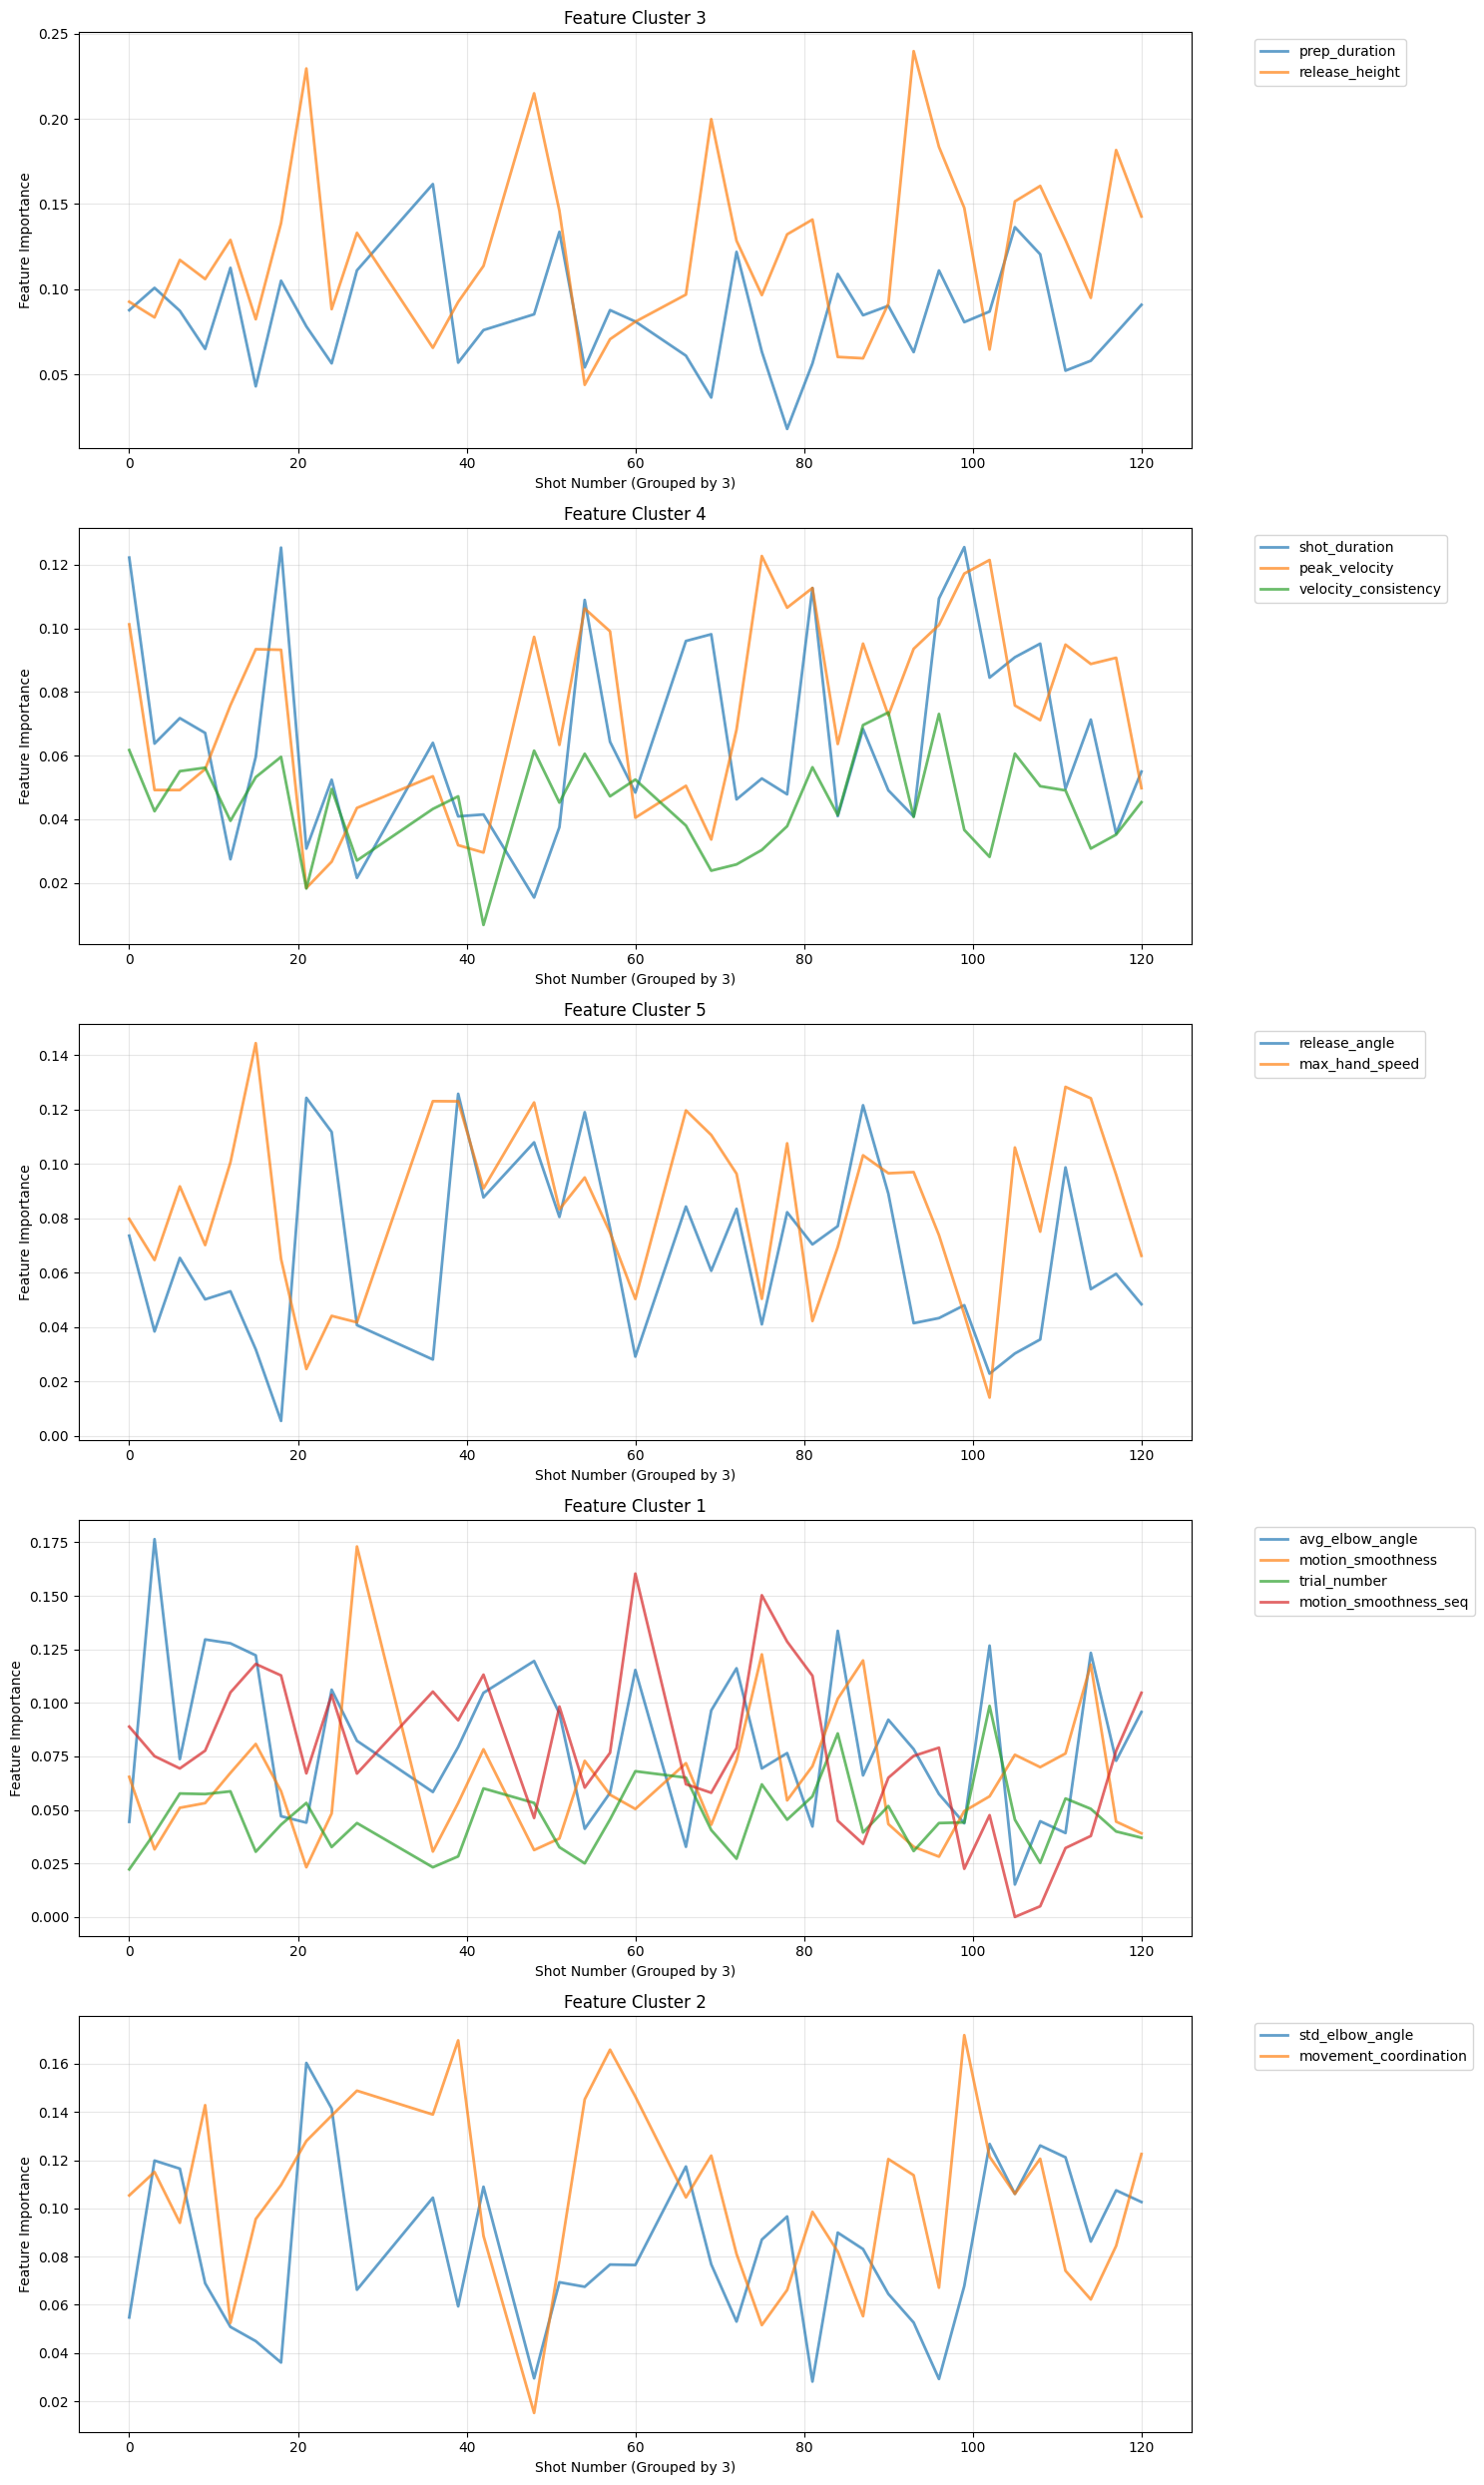 Feature Cluster 3
Feature Importance
0.25
0.20
0.15
0.10
0.05
prep_duration
release_height
0 20 40 60 80 100 120
Shot Number (Grouped by 3)
Feature Cluster 4
Feature Importance
0.12
0.10
0.08
0.06
0.04
0.02
shot_duration
peak_velocity
velocity_consistency
0 20 40 60 80 100 120
Shot Number (Grouped by 3)
Feature Cluster 5
Feature Importance
0.14
0.12
0.10
0.08
0.06
0.04
0.02
0.00
release_angle
max_hand_speed
0 20 40 60 80 100 120
Shot Number (Grouped by 3)
Feature Cluster 1
Feature Importance
0.175
0.150
0.125
0.100
0.075
0.050
0.025
0.000
avg_elbow_angle
motion_smoothness
trial_number
motion_smoothness_seq
0 20 40 60 80 100 120
Shot Number (Grouped by 3)
Feature Cluster 2
Feature Importance
0.16
0.14
0.12
0.10
0.08
0.06
0.04
0.02
std_elbow_angle
movement_coordination
0 20 40 60 80 100 120
Shot Number (Grouped by 3)